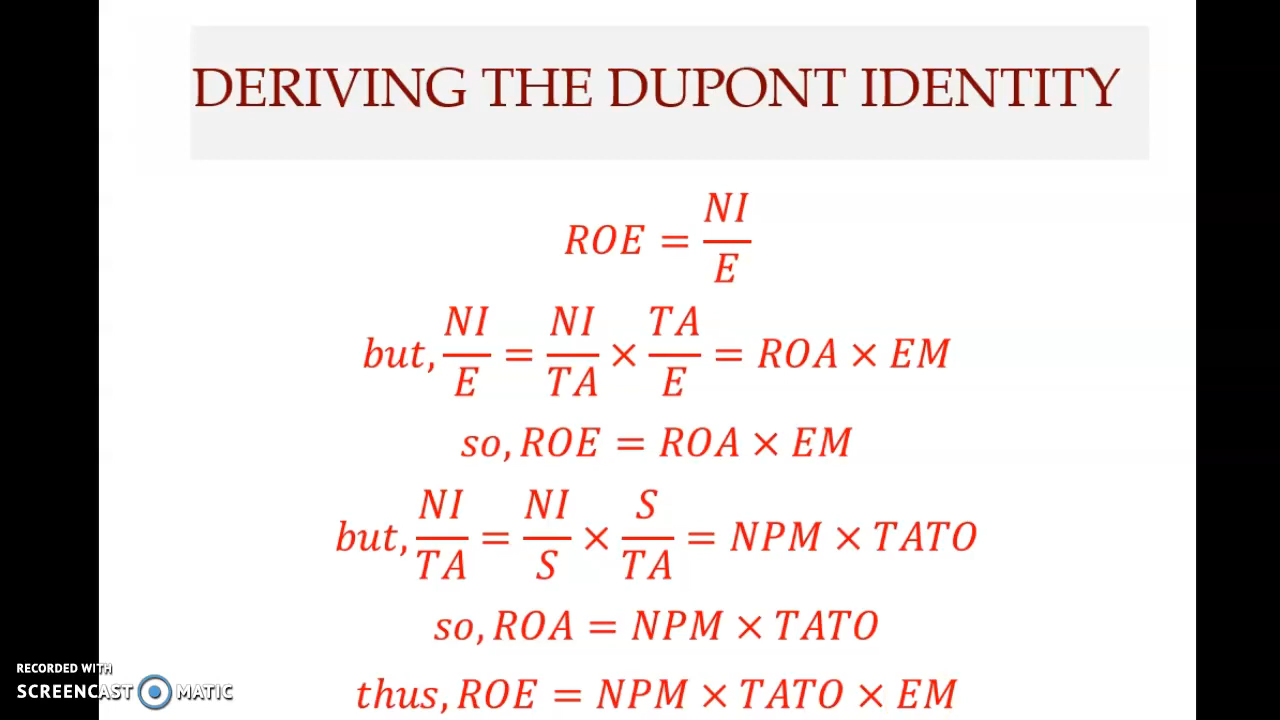 DERIVING THE DUPONT IDENTITY
ROE = NI/E
but, NI/E = NI/TA × TA/E = ROA × EM
so, ROE = ROA × EM
but, NI/TA = NI/S × S/TA = NPM × TATO
so, ROA = NPM × TATO
thus, ROE = NPM × TATO × EM
RECORDED WITH
SCREENCAST MATIC